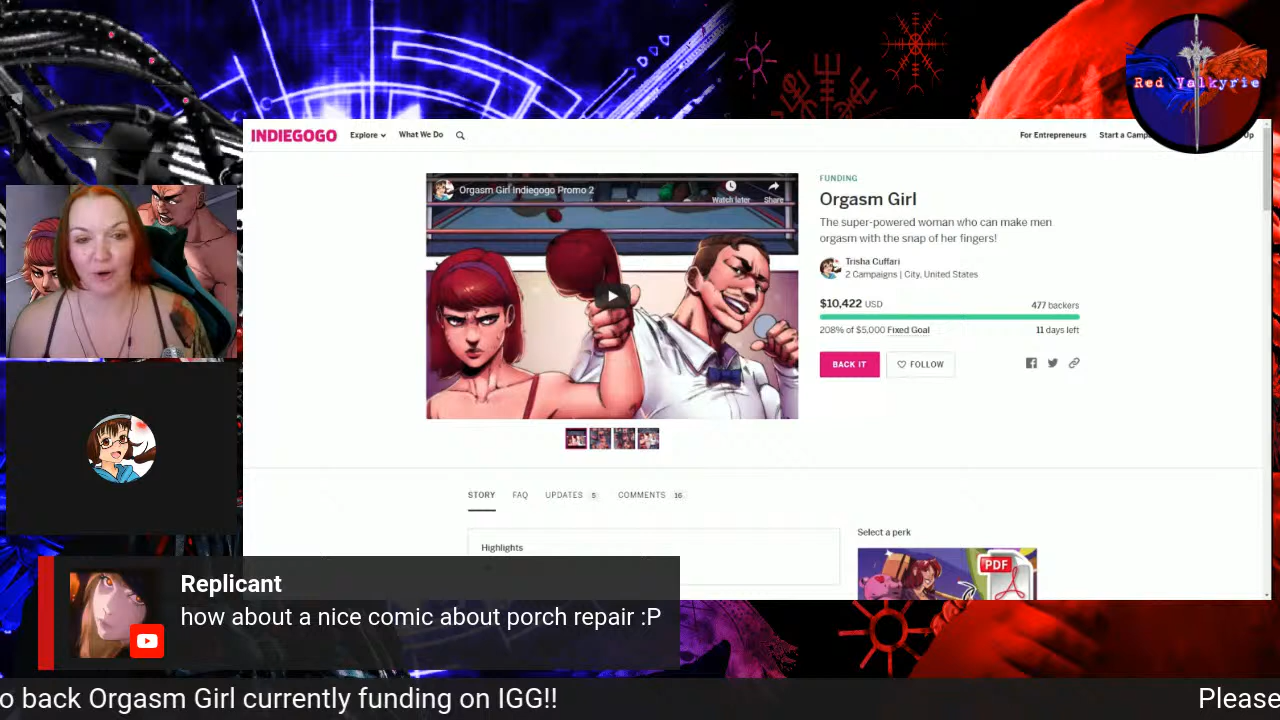 Red Valkyrie
INDIEGOGO Explore What We Do
For Entrepreneurs Start a Camp Up
Orgasm Girl Indiegogo Promo 2
Watch later Share
FUNDING
Orgasm Girl
The super-powered woman who can make men
orgasm with the snap of her fingers!
Trisha Cuffari
2 Campaigns | City, United States
$10,422 USD 477 backers
208% of $5,000 Fixed Goal 11 days left
BACK IT FOLLOW
STORY FAQ UPDATES 5 COMMENTS 16
Highlights
Select a perk
PDF
Replicant
how about a nice comic about porch repair :P
o back Orgasm Girl currently funding on IGG!! Please